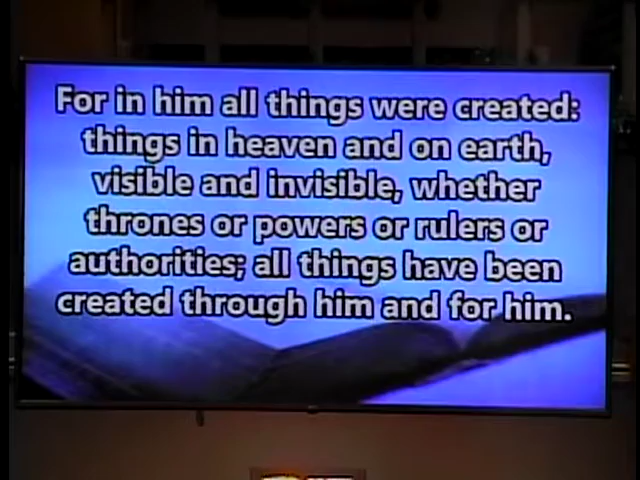 For in him all things were created:
things in heaven and on earth,
visible and invisible, whether
thrones or powers or rulers or
authorities; all things have been
created through him and for him.